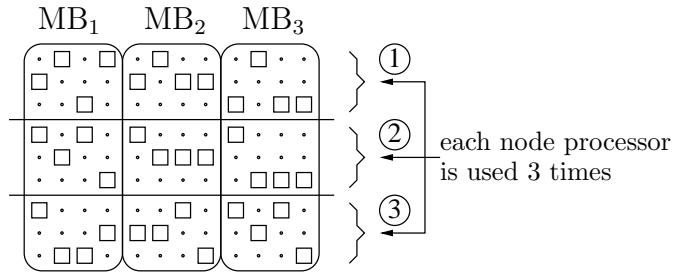 MB₁ MB₂ MB₃
1
2
each node processor
is used 3 times
3